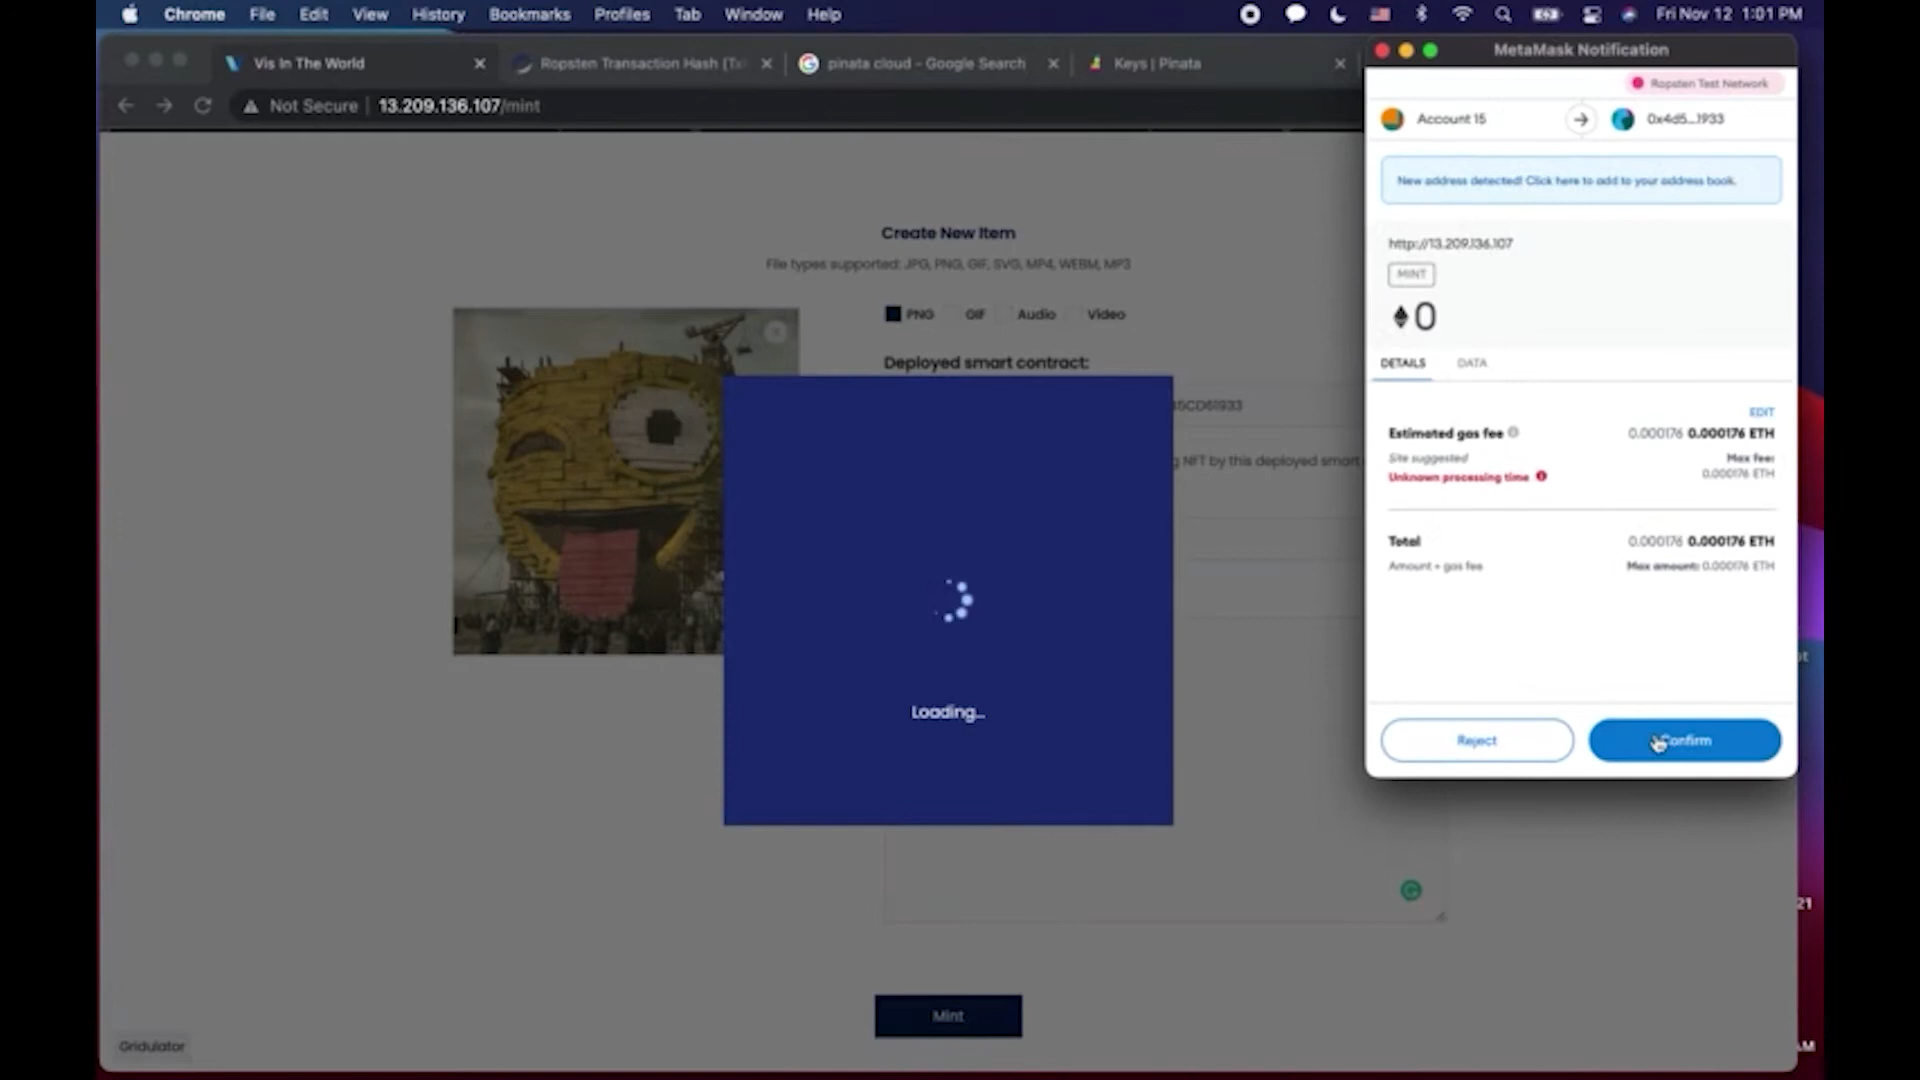 Chrome File Edit View History Bookmarks Profiles Tab Window Help Fri Nov 12 1:01 PM
Vis In The World
Ropsten Transaction Hash (Tx
pinata cloud - Google Search
Keys | Pinata
Not Secure 13.209.136.107/mint
Create New Item
File types supported: JPG, PNG, GIF, SVG, MP4, WEBM, MP3
PNG GIF Audio Video
Deployed smart contract:
5CD61933
g NFT by this deployed smart
Loading...
Mint
Gridulator
MetaMask Notification
Ropsten Test Network
Account 15
0x4d5...1933
New address detected! Click here to add to your address book.
http://13.209.136.107
MINT
0
DETAILS DATA
EDIT
Estimated gas fee 0.000176 0.000176 ETH
Site suggested Max fee:
Unknown processing time 0.000176 ETH
Total 0.000176 0.000176 ETH
Amount + gas fee Max amount: 0.000176 ETH
Reject Confirm
21